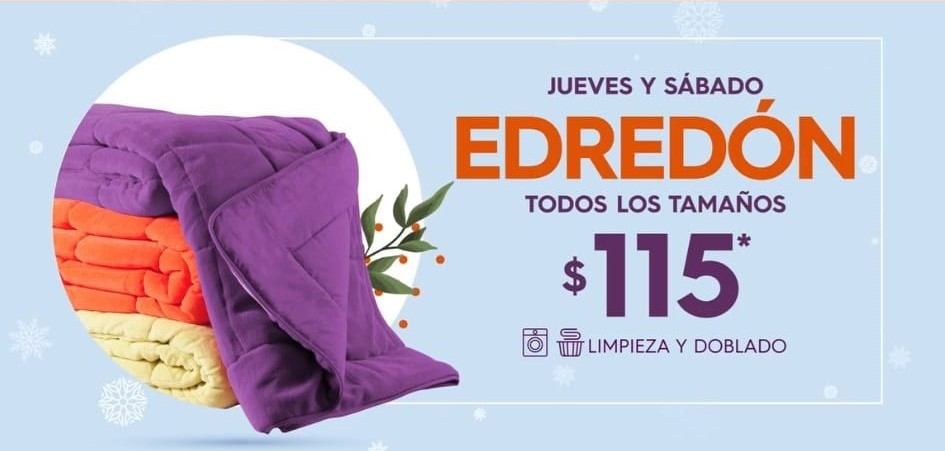 JUEVES Y SÁBADO
EDREDÓN
TODOS LOS TAMAÑOS
$115*
LIMPIEZA Y DOBLADO